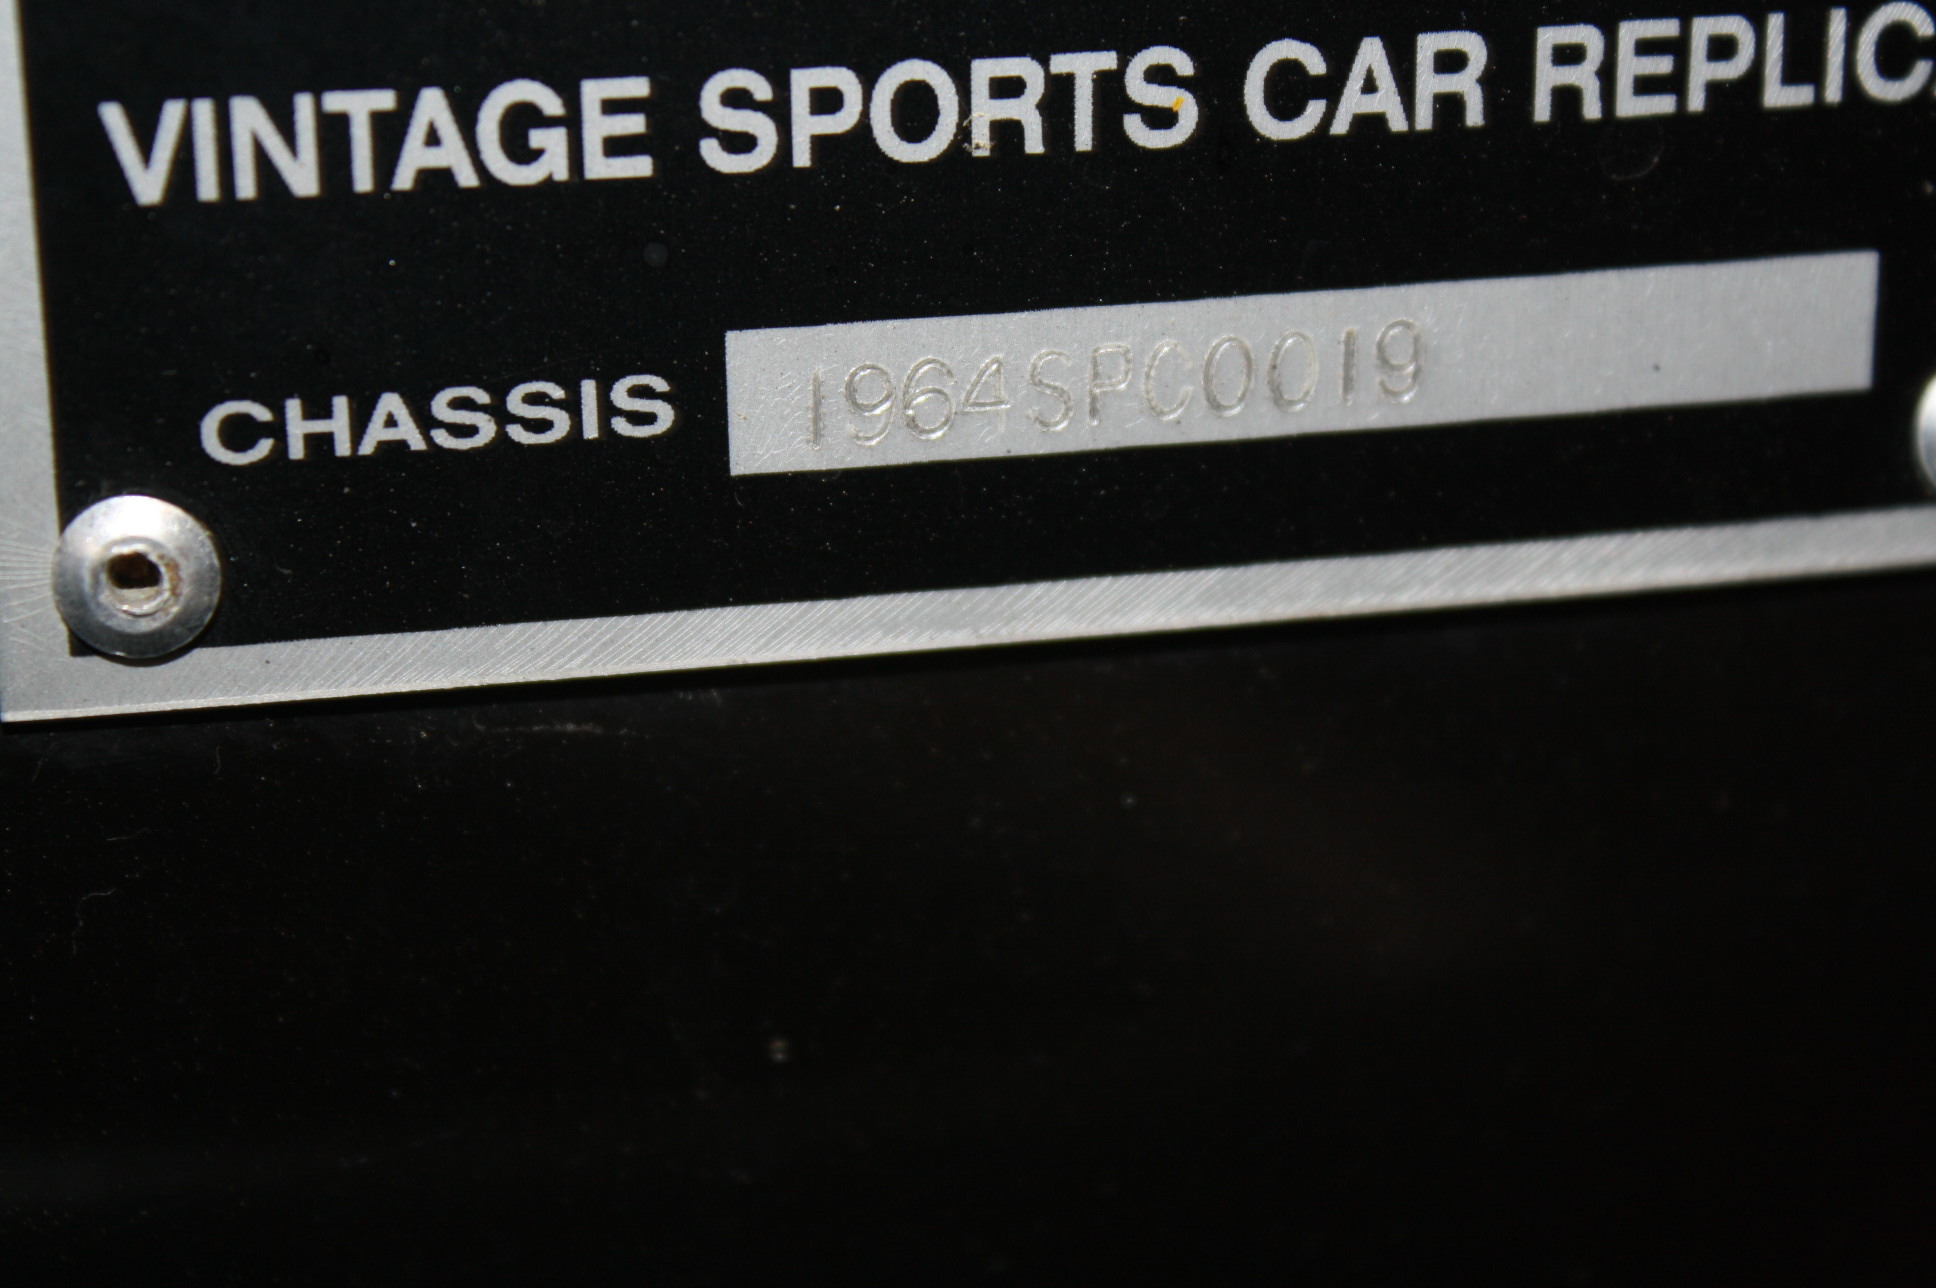 VINTAGE SPORTS CAR REPLIC
CHASSIS 1964SPC0019